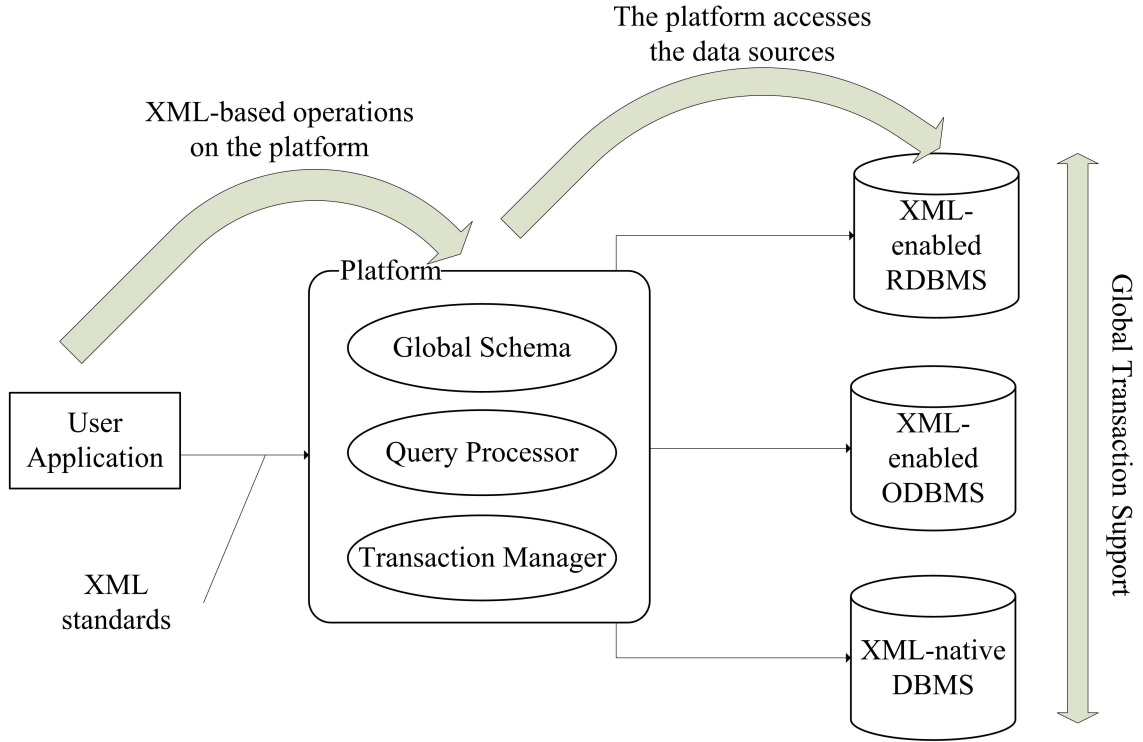 The platform accesses
the data sources
XML-based operations
on the platform
Platform
Global Schema
Query Processor
Transaction Manager
User
Application
XML
standards
XML-
enabled
RDBMS
XML-
enabled
ODBMS
XML-native
DBMS
Global Transaction Support